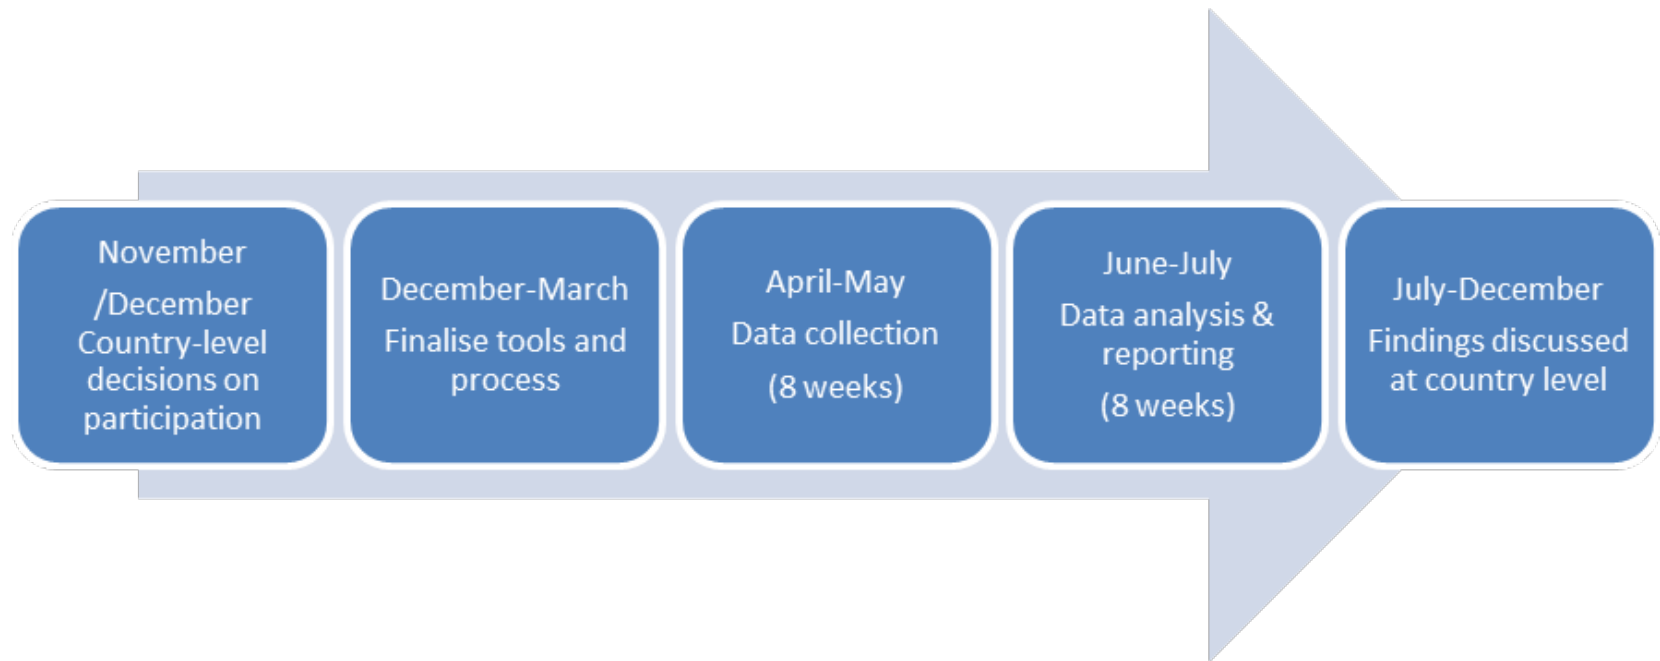 November
/December
Country-level
decisions on
participation
December-March
Finalise tools and
process
April-May
Data collection
(8 weeks)
June-July
Data analysis &
reporting
(8 weeks)
July-December
Findings discussed
at country level